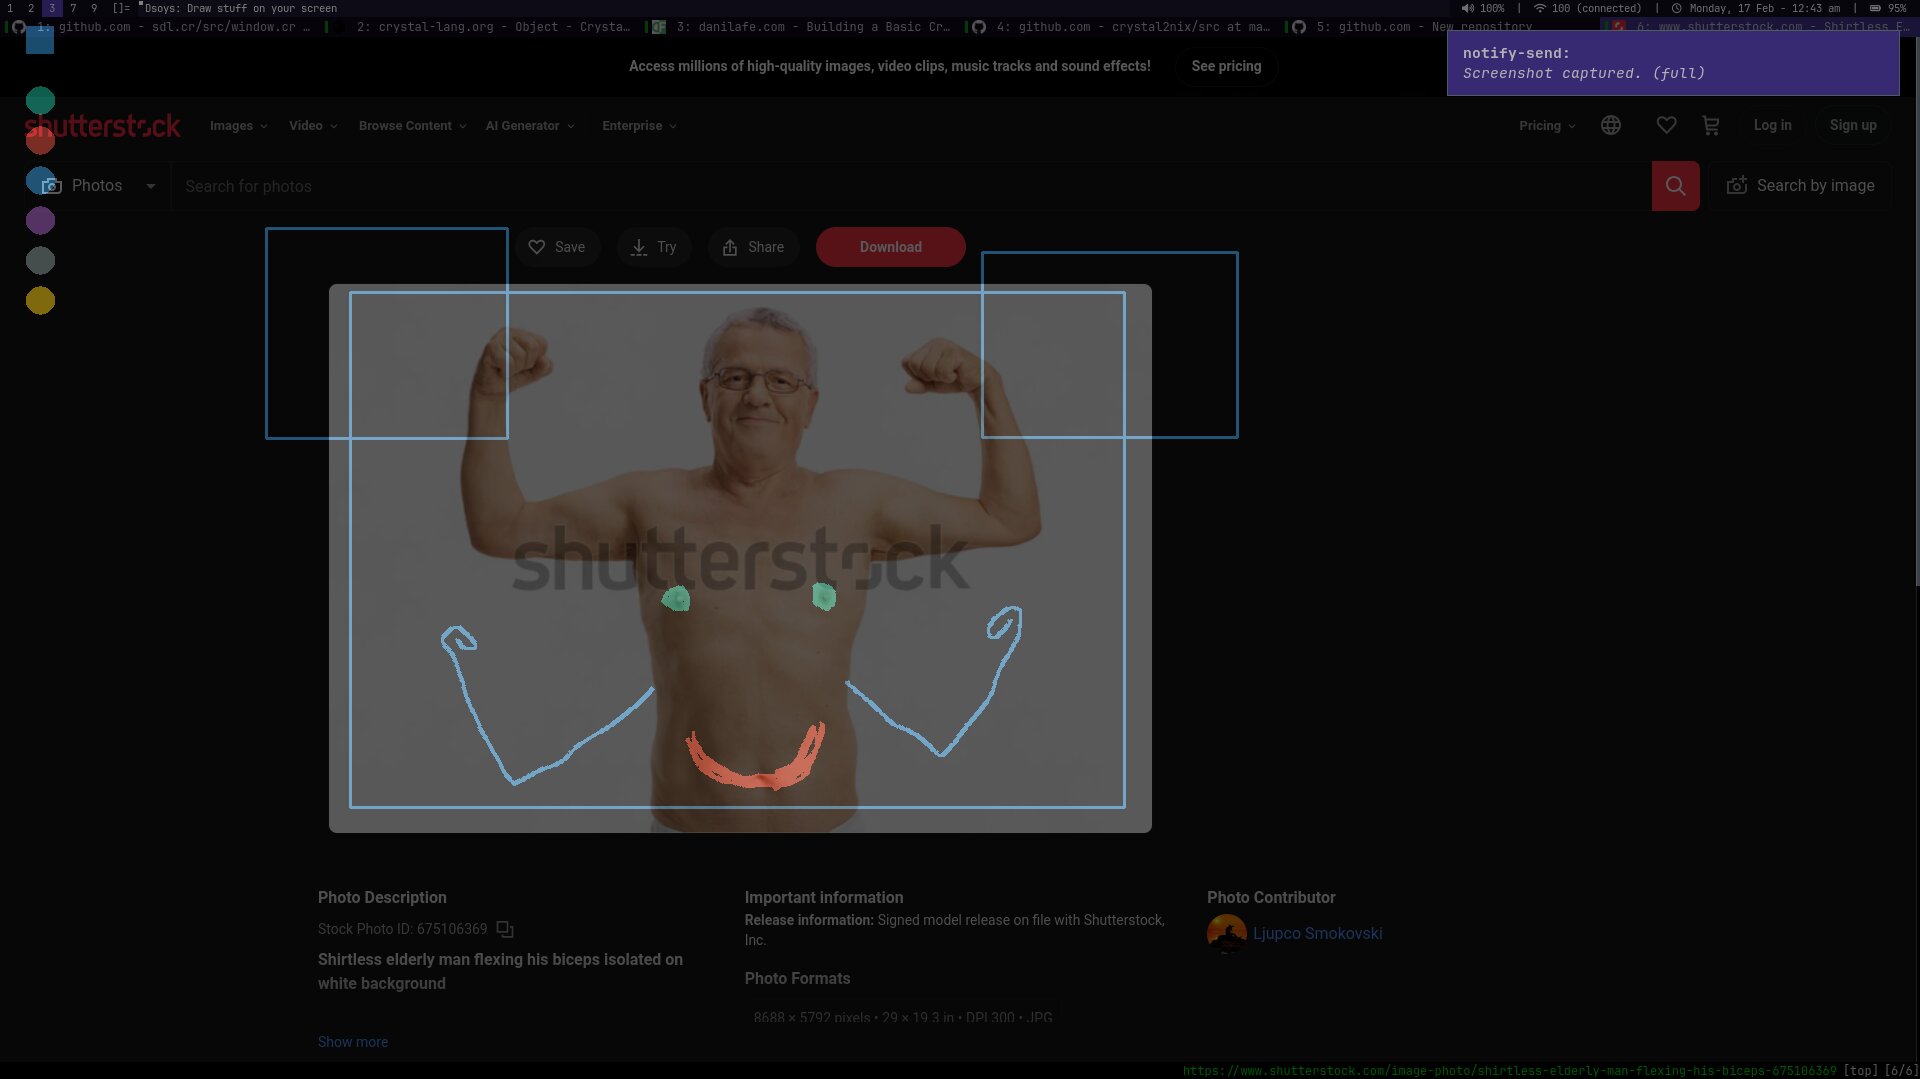 1 2 3 7 9 []= Dsoys: Draw stuff on your screen 100% | 100 (connected) | Monday, 17 Feb - 12:43 am | 95%
1: github.com - sdl.cr/src/window.cr … 2: crystal-lang.org - Object - Crysta… 3: danilafe.com - Building a Basic Cr… 4: github.com - crystal2nix/src at ma… 5: github.com - New repository 6: www.shutterstock.com - Shirtless E…
notify-send:
Screenshot captured. (full)
Access millions of high-quality images, video clips, music tracks and sound effects! See pricing
shutterstock Images Video Browse Content AI Generator Enterprise Pricing Log in Sign up
Photos Search for photos Search by image
Save Try Share Download
shutterstock
Photo Description
Stock Photo ID: 675106369
Shirtless elderly man flexing his biceps isolated on
white background
Show more
Important information
Release information: Signed model release on file with Shutterstock,
Inc.
Photo Formats
8688 × 5792 pixels • 29 × 19.3 in • DPI 300 • JPG
Photo Contributor
Ljupco Smokovski
https://www.shutterstock.com/image-photo/shirtless-elderly-man-flexing-his-biceps-675106369 [top] [6/6]